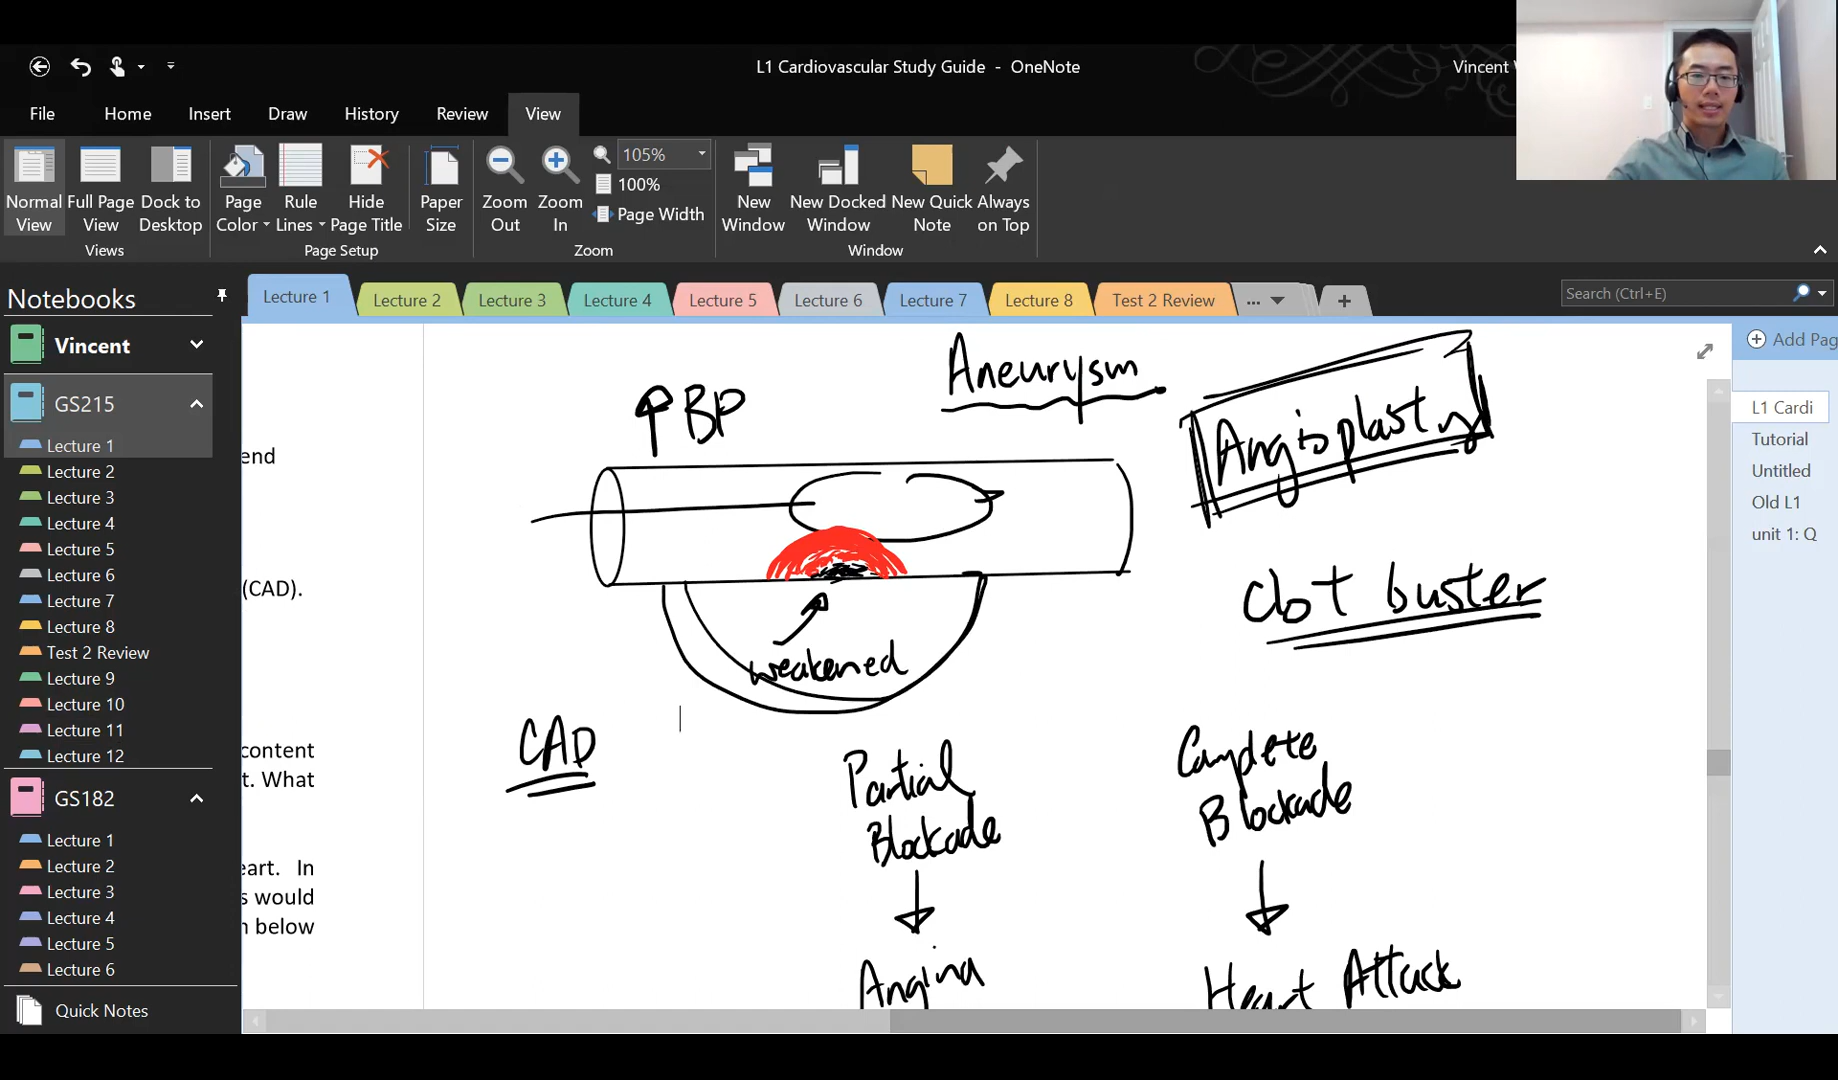 L1 Cardiovascular Study Guide - OneNote
Vincent
File Home Insert Draw History Review View
Normal View
Full Page View
Dock to Desktop
Views
Page Color
Rule Lines
Hide Page Title
Paper Size
Page Setup
Zoom Out
Zoom In
105%
100%
Page Width
Zoom
New Window
New Docked Window
New Quick Note
Always on Top
Window
Notebooks
Lecture 1 Lecture 2 Lecture 3 Lecture 4 Lecture 5 Lecture 6 Lecture 7 Lecture 8 Test 2 Review ...
Search (Ctrl+E)
Vincent
GS215
Lecture 1
Lecture 2
Lecture 3
Lecture 4
Lecture 5
Lecture 6
Lecture 7
Lecture 8
Test 2 Review
Lecture 9
Lecture 10
Lecture 11
Lecture 12
GS182
Lecture 1
Lecture 2
Lecture 3
Lecture 4
Lecture 5
Lecture 6
Quick Notes
end
(CAD).
content
t. What
eart. In
s would
n below
↑BP
Aneurysm
Angioplasty
Clot buster
weakened
CAD
Partial
Blockade
Complete
Blockade
Angina
Heart Attack
Add Pag
L1 Cardi
Tutorial
Untitled
Old L1
unit 1: Q